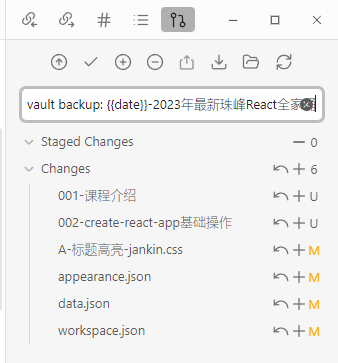 vault backup: {{date}}-2023年最新珠峰React全家
Staged Changes
0
Changes
6
001-课程介绍
U
002-create-react-app基础操作
U
A-标题高亮-jankin.css
M
appearance.json
M
data.json
M
workspace.json
M